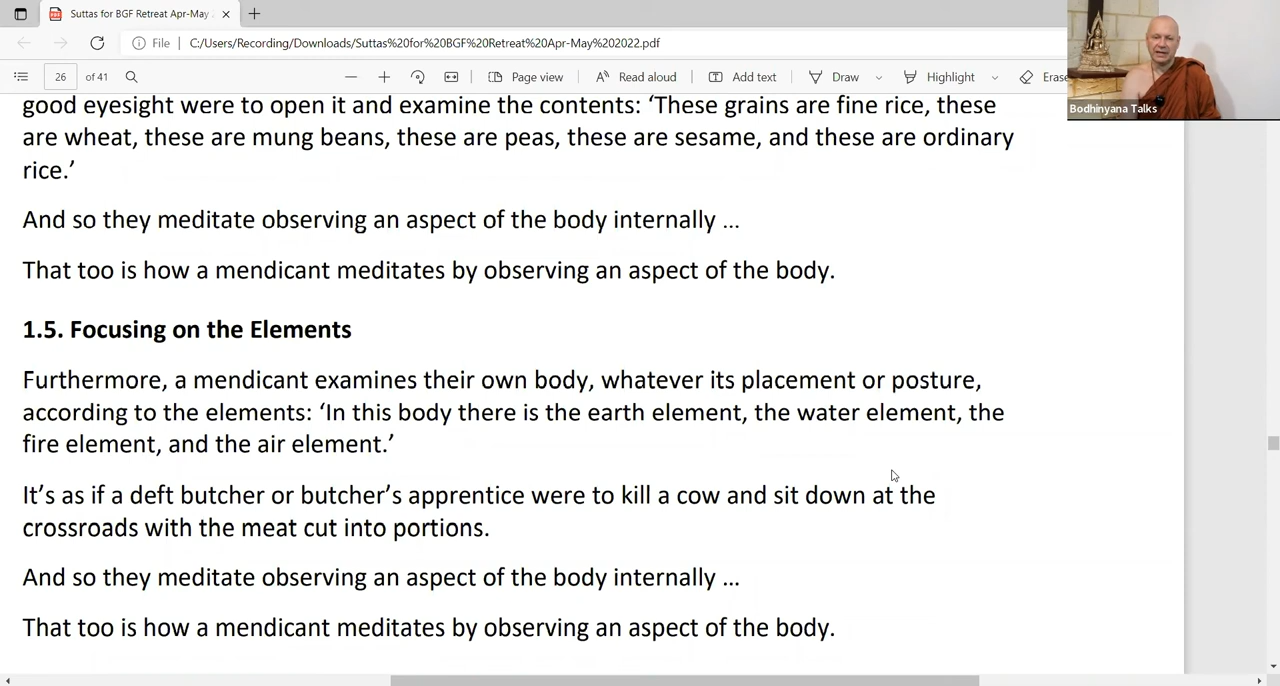 Suttas for BGF Retreat Apr-May
File | C:/Users/Recording/Downloads/Suttas%20for%20BGF%20Retreat%20Apr-May%202022.pdf
26 of 41
Page view
Read aloud
Add text
Draw
Highlight
Erase
Bodhinyana Talks
good eyesight were to open it and examine the contents: ‘These grains are fine rice, these
are wheat, these are mung beans, these are peas, these are sesame, and these are ordinary
rice.’
And so they meditate observing an aspect of the body internally ...
That too is how a mendicant meditates by observing an aspect of the body.
1.5. Focusing on the Elements
Furthermore, a mendicant examines their own body, whatever its placement or posture,
according to the elements: ‘In this body there is the earth element, the water element, the
fire element, and the air element.’
It’s as if a deft butcher or butcher’s apprentice were to kill a cow and sit down at the
crossroads with the meat cut into portions.
And so they meditate observing an aspect of the body internally ...
That too is how a mendicant meditates by observing an aspect of the body.